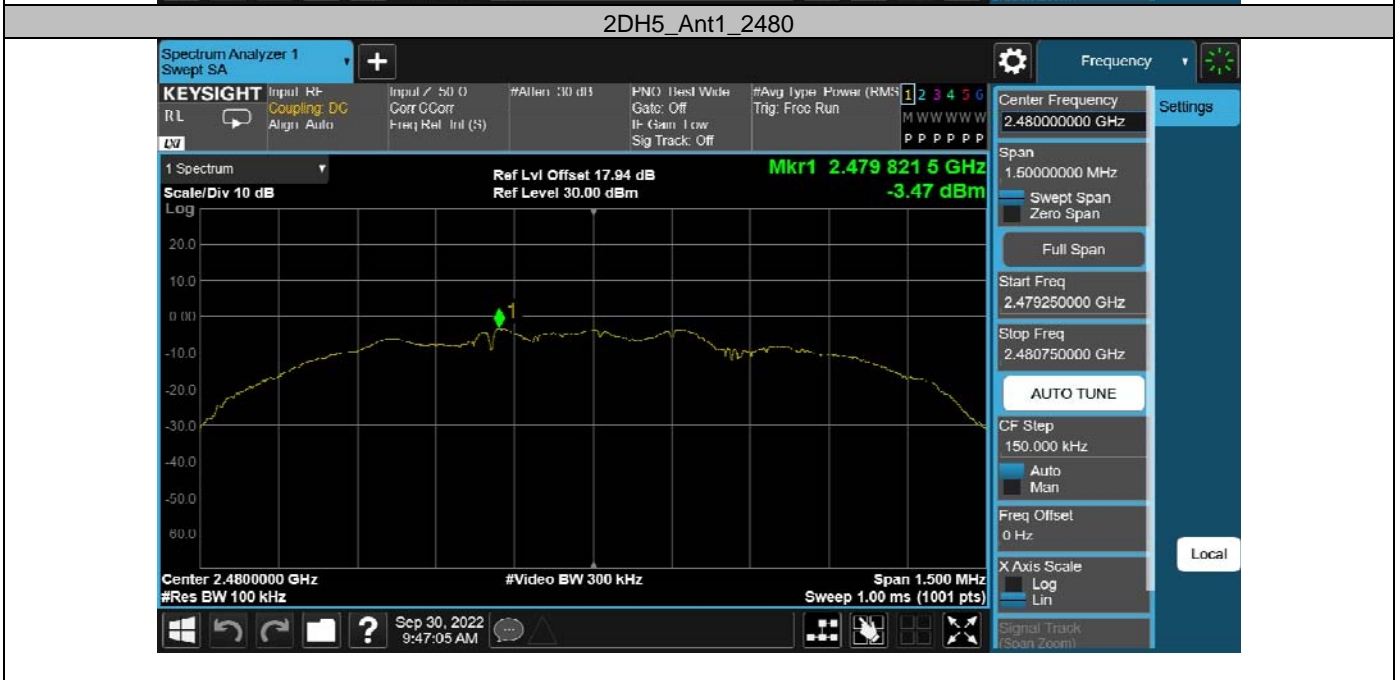 2DH5_Ant1_2480
Spectrum Analyzer 1
Swept SA
Frequency
KEYSIGHT
RL
LXI
Input: RF
Coupling: DC
Align: Auto
Input Z: 50 Ω
Corr CCorr
Freq Ref: Int (S)
#Atten: 30 dB
PNO: Best Wide
Gate: Off
IF Gain: Low
Sig Track: Off
#Avg Type: Power (RMS
Trig: Free Run
1 2 3 4 5 6
M W W W W W
P P P P P P
Center Frequency
2.480000000 GHz
Settings
1 Spectrum
Scale/Div 10 dB
Log
Ref Lvl Offset 17.94 dB
Ref Level 30.00 dBm
Mkr1 2.479 821 5 GHz
-3.47 dBm
Span
1.50000000 MHz
Swept Span
Zero Span
Full Span
Start Freq
2.479250000 GHz
Stop Freq
2.480750000 GHz
AUTO TUNE
CF Step
150.000 kHz
Auto
Man
Freq Offset
0 Hz
X Axis Scale
Log
Lin
Signal Track
(Span Zoom)
Local
20.0
10.0
0.00
-10.0
-20.0
-30.0
-40.0
-50.0
60.0
1
Center 2.4800000 GHz
#Res BW 100 kHz
#Video BW 300 kHz
Span 1.500 MHz
Sweep 1.00 ms (1001 pts)
?
Sep 30, 2022
9:47:05 AM